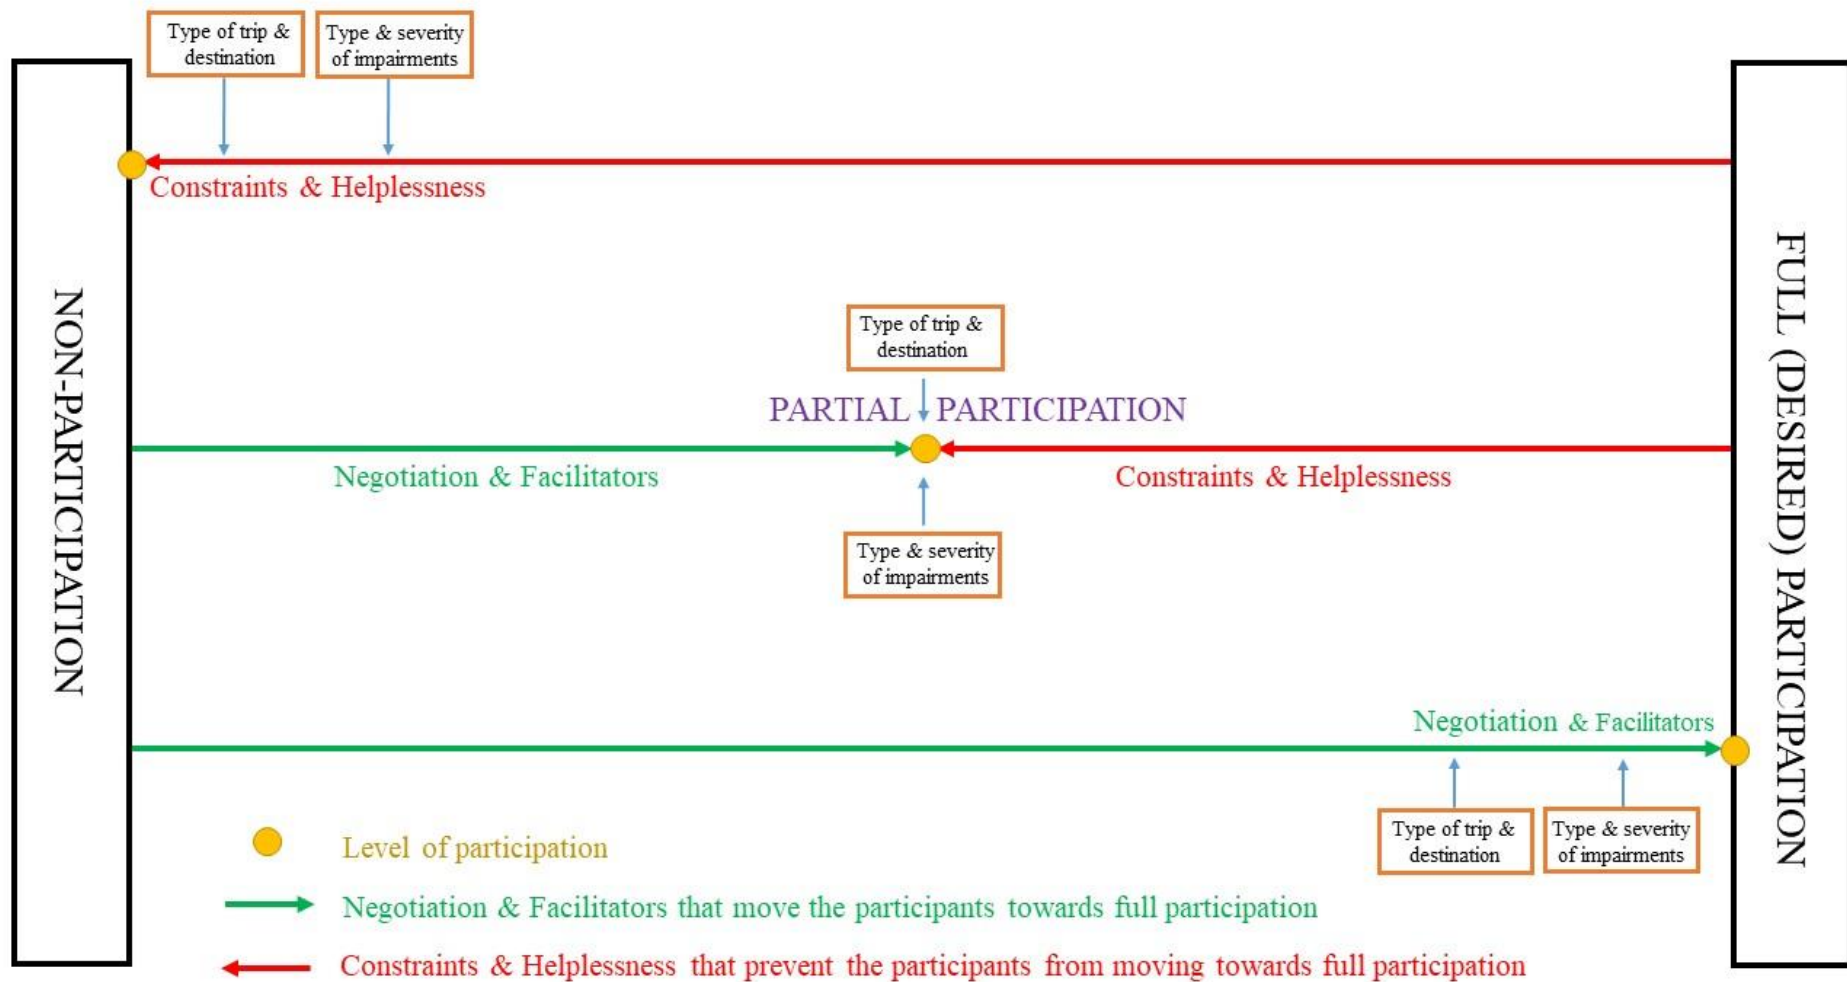 Type of trip &
destination
Type & severity
of impairments
Constraints & Helplessness
NON-PARTICIPATION
FULL (DESIRED) PARTICIPATION
Type of trip &
destination
PARTIAL PARTICIPATION
Negotiation & Facilitators
Constraints & Helplessness
Type & severity
of impairments
Negotiation & Facilitators
Type of trip &
destination
Type & severity
of impairments
Level of participation
Negotiation & Facilitators that move the participants towards full participation
Constraints & Helplessness that prevent the participants from moving towards full participation